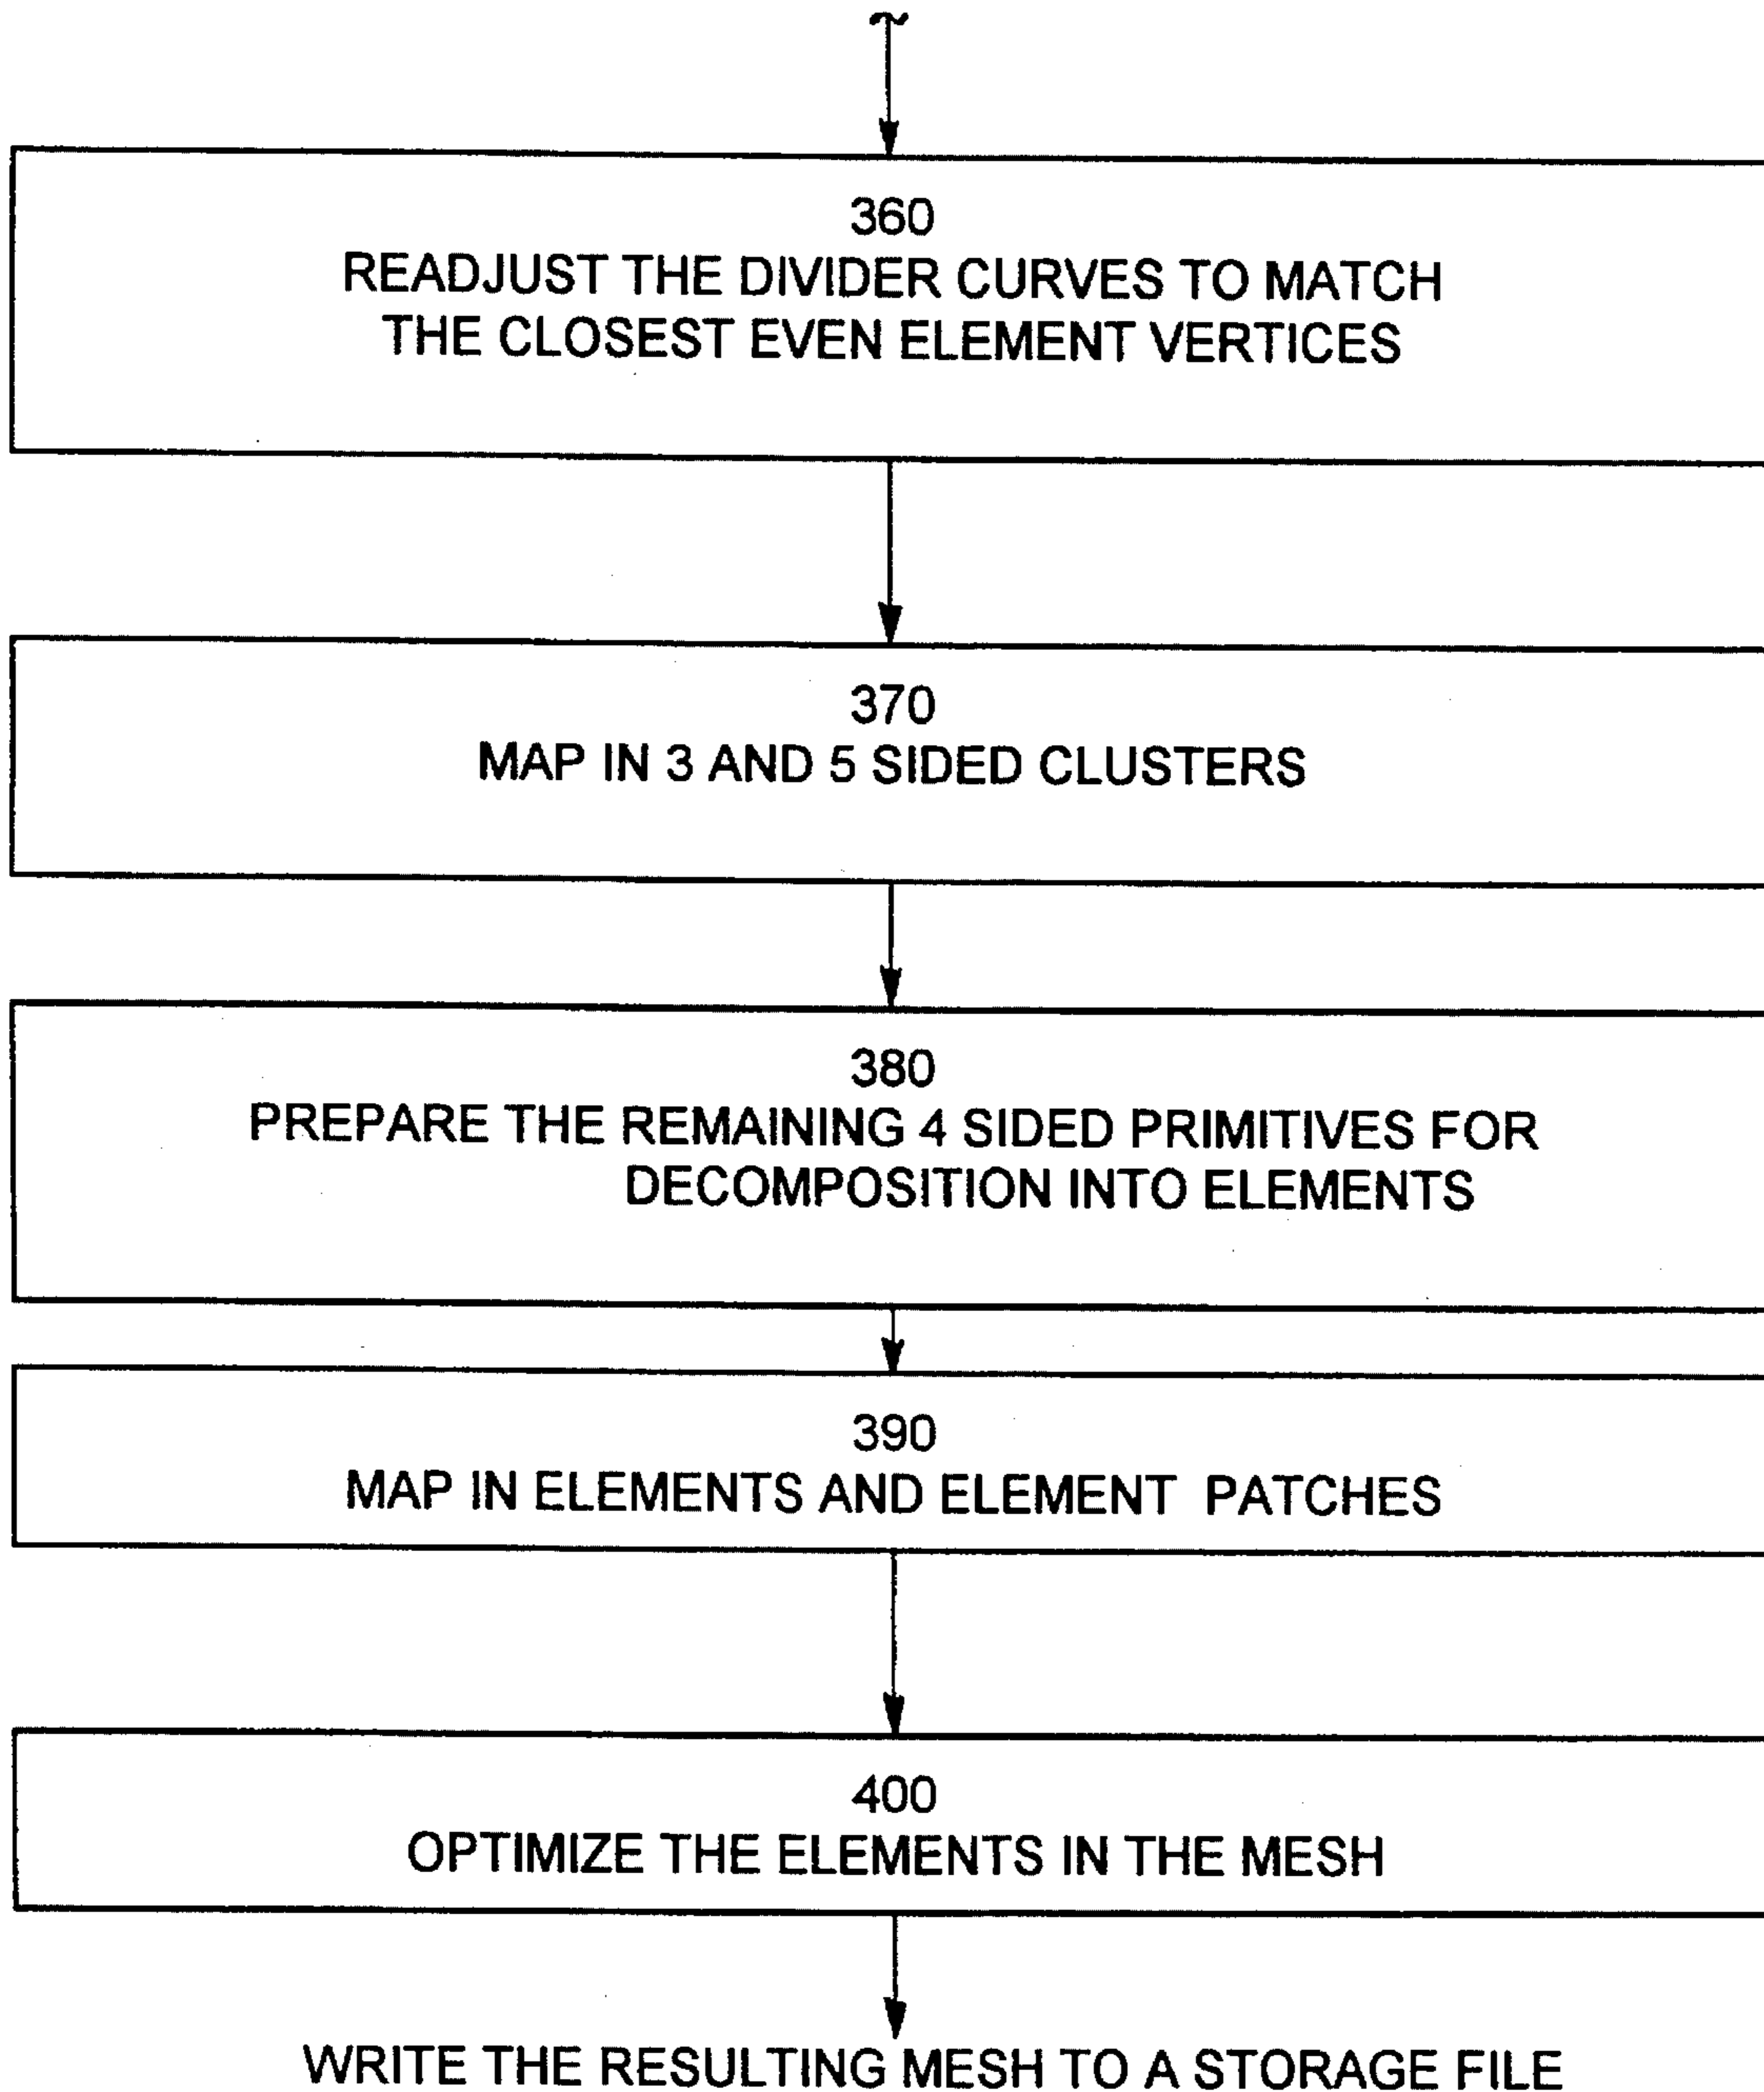 360
READJUST THE DIVIDER CURVES TO MATCH
THE CLOSEST EVEN ELEMENT VERTICES
370
MAP IN 3 AND 5 SIDED CLUSTERS
380
PREPARE THE REMAINING 4 SIDED PRIMITIVES FOR
DECOMPOSITION INTO ELEMENTS
390
MAP IN ELEMENTS AND ELEMENT PATCHES
400
OPTIMIZE THE ELEMENTS IN THE MESH
WRITE THE RESULTING MESH TO A STORAGE FILE